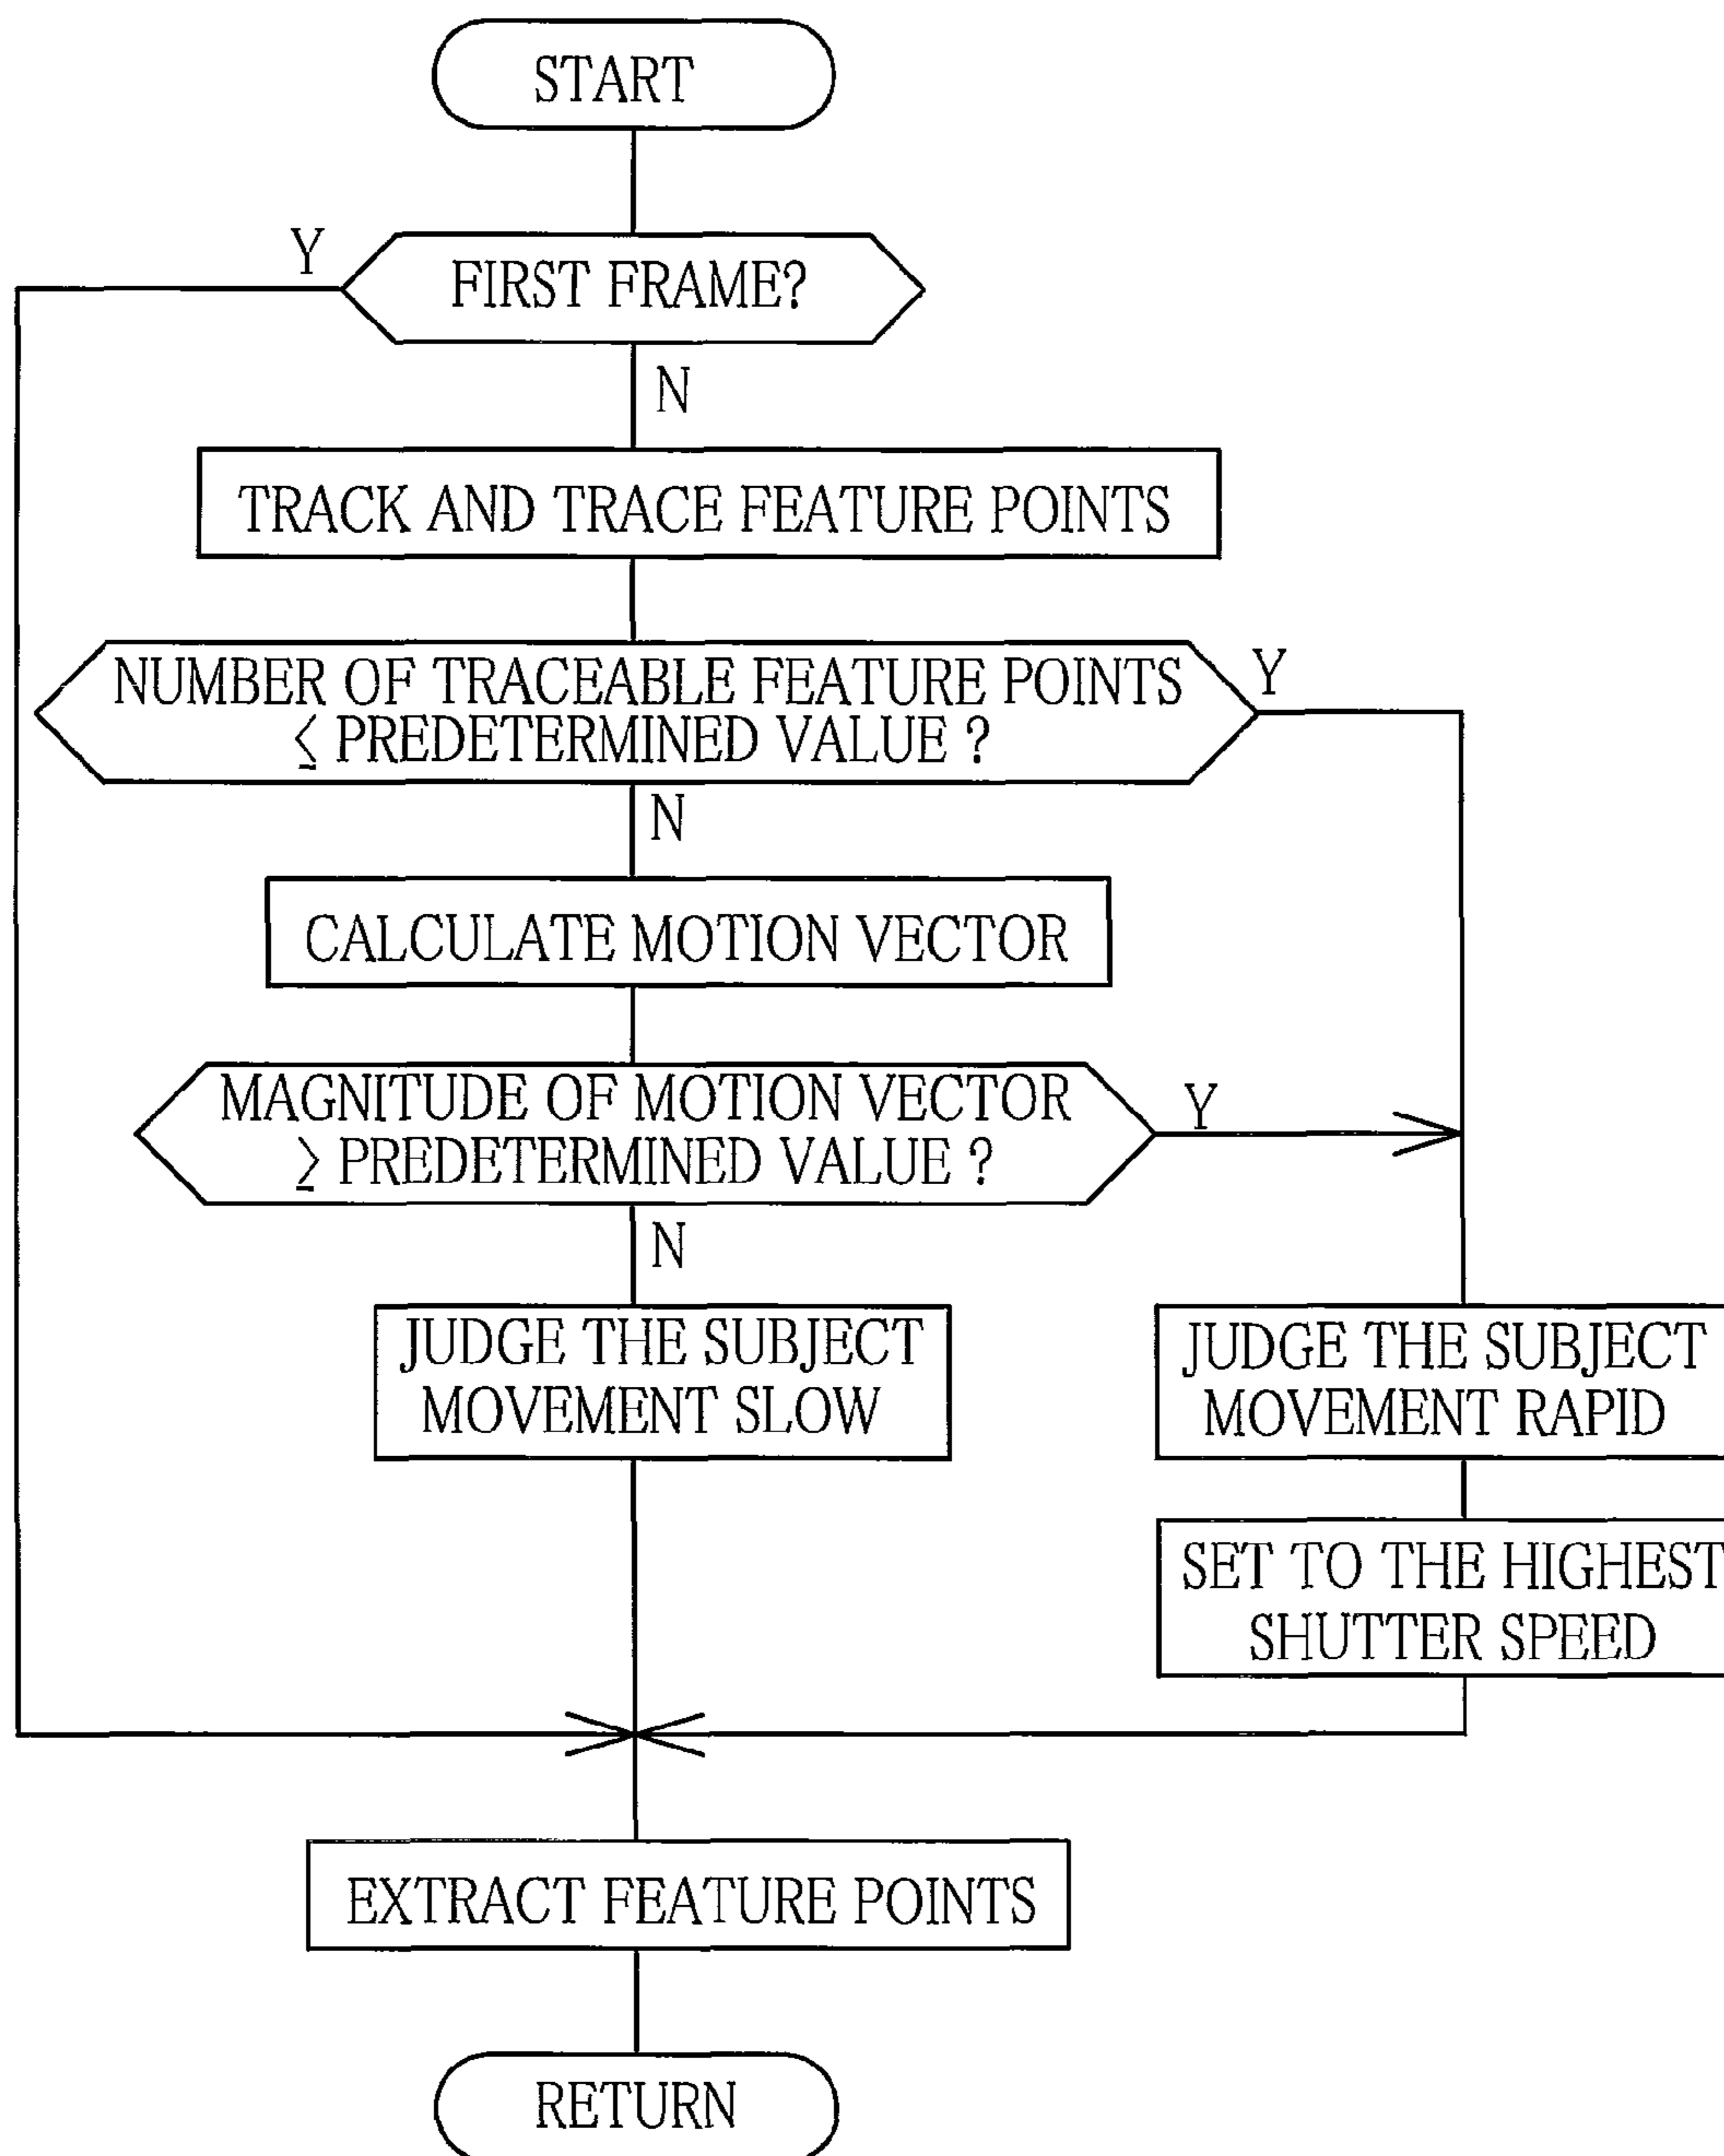 START
Y
FIRST FRAME?
N
TRACK AND TRACE FEATURE POINTS
NUMBER OF TRACEABLE FEATURE POINTS
≤ PREDETERMINED VALUE ?
Y
N
CALCULATE MOTION VECTOR
MAGNITUDE OF MOTION VECTOR
≥ PREDETERMINED VALUE ?
Y
N
JUDGE THE SUBJECT
MOVEMENT SLOW
JUDGE THE SUBJECT
MOVEMENT RAPID
SET TO THE HIGHEST
SHUTTER SPEED
EXTRACT FEATURE POINTS
RETURN